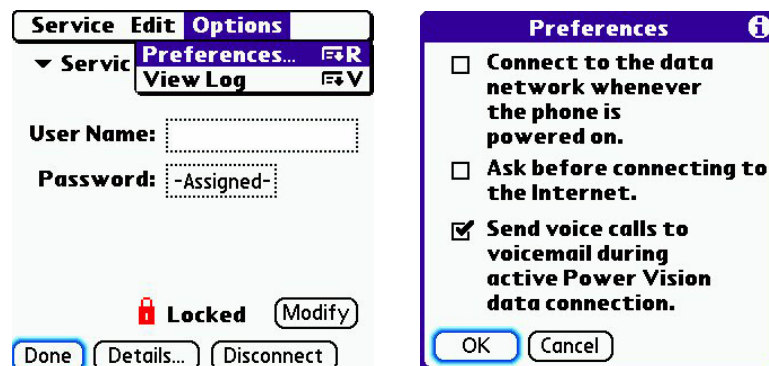 Service Edit Options
Preferences... R
View Log V
Servic
User Name:
Password: -Assigned-
Locked Modify
Done Details... Disconnect
Preferences
Connect to the data
network whenever
the phone is
powered on.
Ask before connecting to
the Internet.
Send voice calls to
voicemail during
active Power Vision
data connection.
OK Cancel